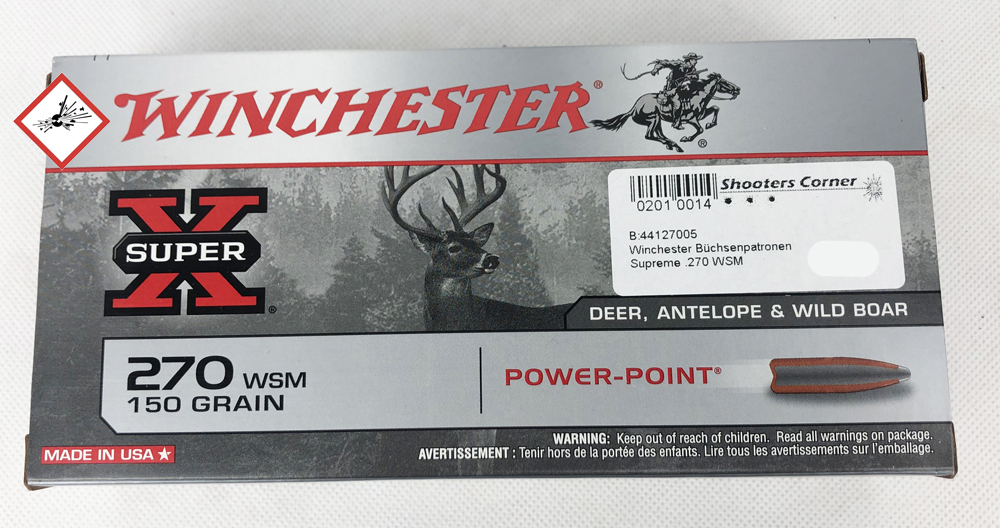 WINCHESTER®
®
X
SUPER
®
0201 0014
Shooters Corner
B:44127005
Winchester Büchsenpatronen
Supreme .270 WSM
DEER, ANTELOPE & WILD BOAR
270 WSM
150 GRAIN
POWER-POINT®
MADE IN USA
WARNING: Keep out of reach of children. Read all warnings on package.
AVERTISSEMENT : Tenir hors de la portée des enfants. Lire tous les avertissements sur l'emballage.